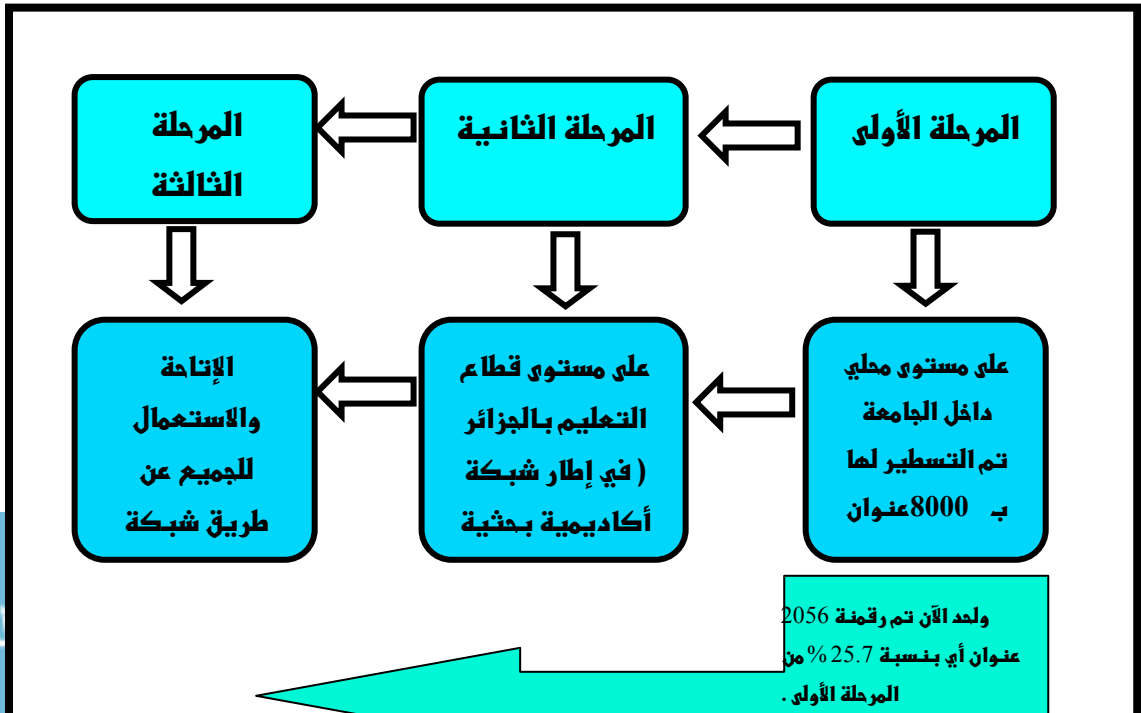 المرحلة الأولى
المرحلة الثانية
المرحلة
الثالثة
على مستوى محلي
داخل الجامعة
تم التسطير لها
ب 8000 عنوان
على مستوى قطاع
التعليم بالجزائر
( في إطار شبكة
أكاديمية بحثية
الإتاحة
والاستعمال
للجميع عن
طريق شبكة
ولحد الآن تم رقمنة 2056
عنوان أي بنسبة 25.7 % من
المرحلة الأولى .